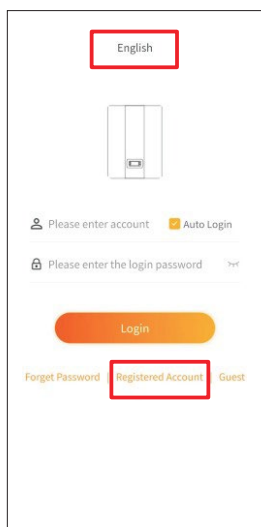 English
Please enter account Auto Login
Please enter the login password
Login
Forget Password | Registered Account | Guest